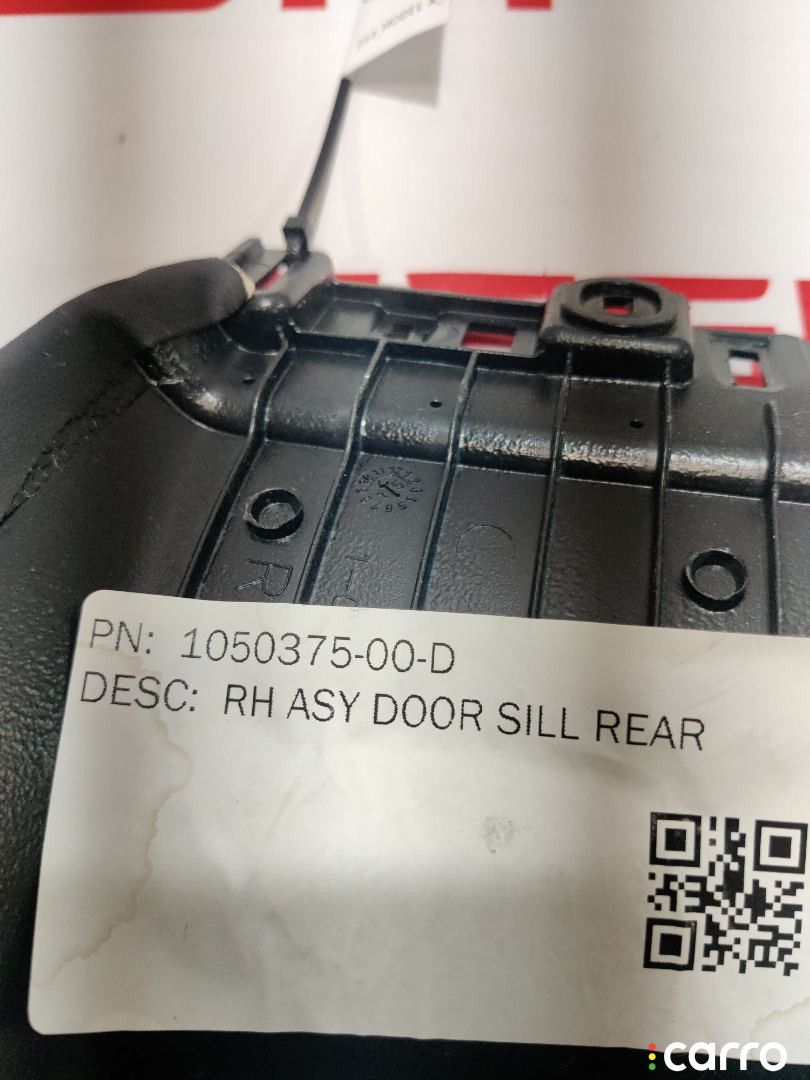 PN: 1050375-00-D
DESC: RH ASY DOOR SILL REAR
carro